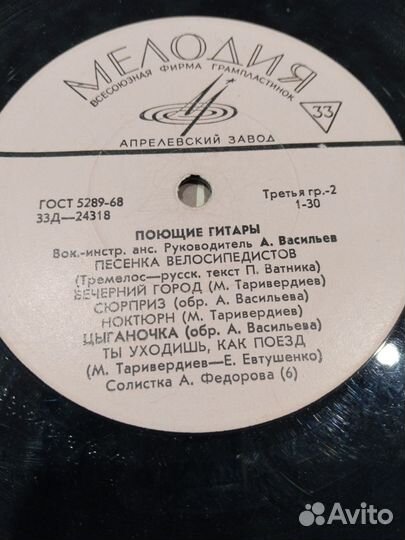 МЕЛОДИЯ
ВСЕСОЮЗНАЯ ФИРМА ГРАМПЛАСТИНОК
33
АПРЕЛЕВСКИЙ ЗАВОД
ГОСТ 5289-68
33Д—24318
Третья гр.-2
1-30
ПОЮЩИЕ ГИТАРЫ
Вок.-инстр. анс. Руководитель А. Васильев
ПЕСЕНКА ВЕЛОСИПЕДИСТОВ
(Тремелос—русск. текст П. Ватника)
ВЕЧЕРНИЙ ГОРОД (М. Таривердиев)
СЮРПРИЗ (обр. А. Васильева)
НОКТЮРН (М. Таривердиев)
ЦЫГАНОЧКА (обр. А. Васильева)
ТЫ УХОДИШЬ, КАК ПОЕЗД
(М. Таривердиев—Е. Евтушенко)
Солистка А. Федорова (6)
Avito